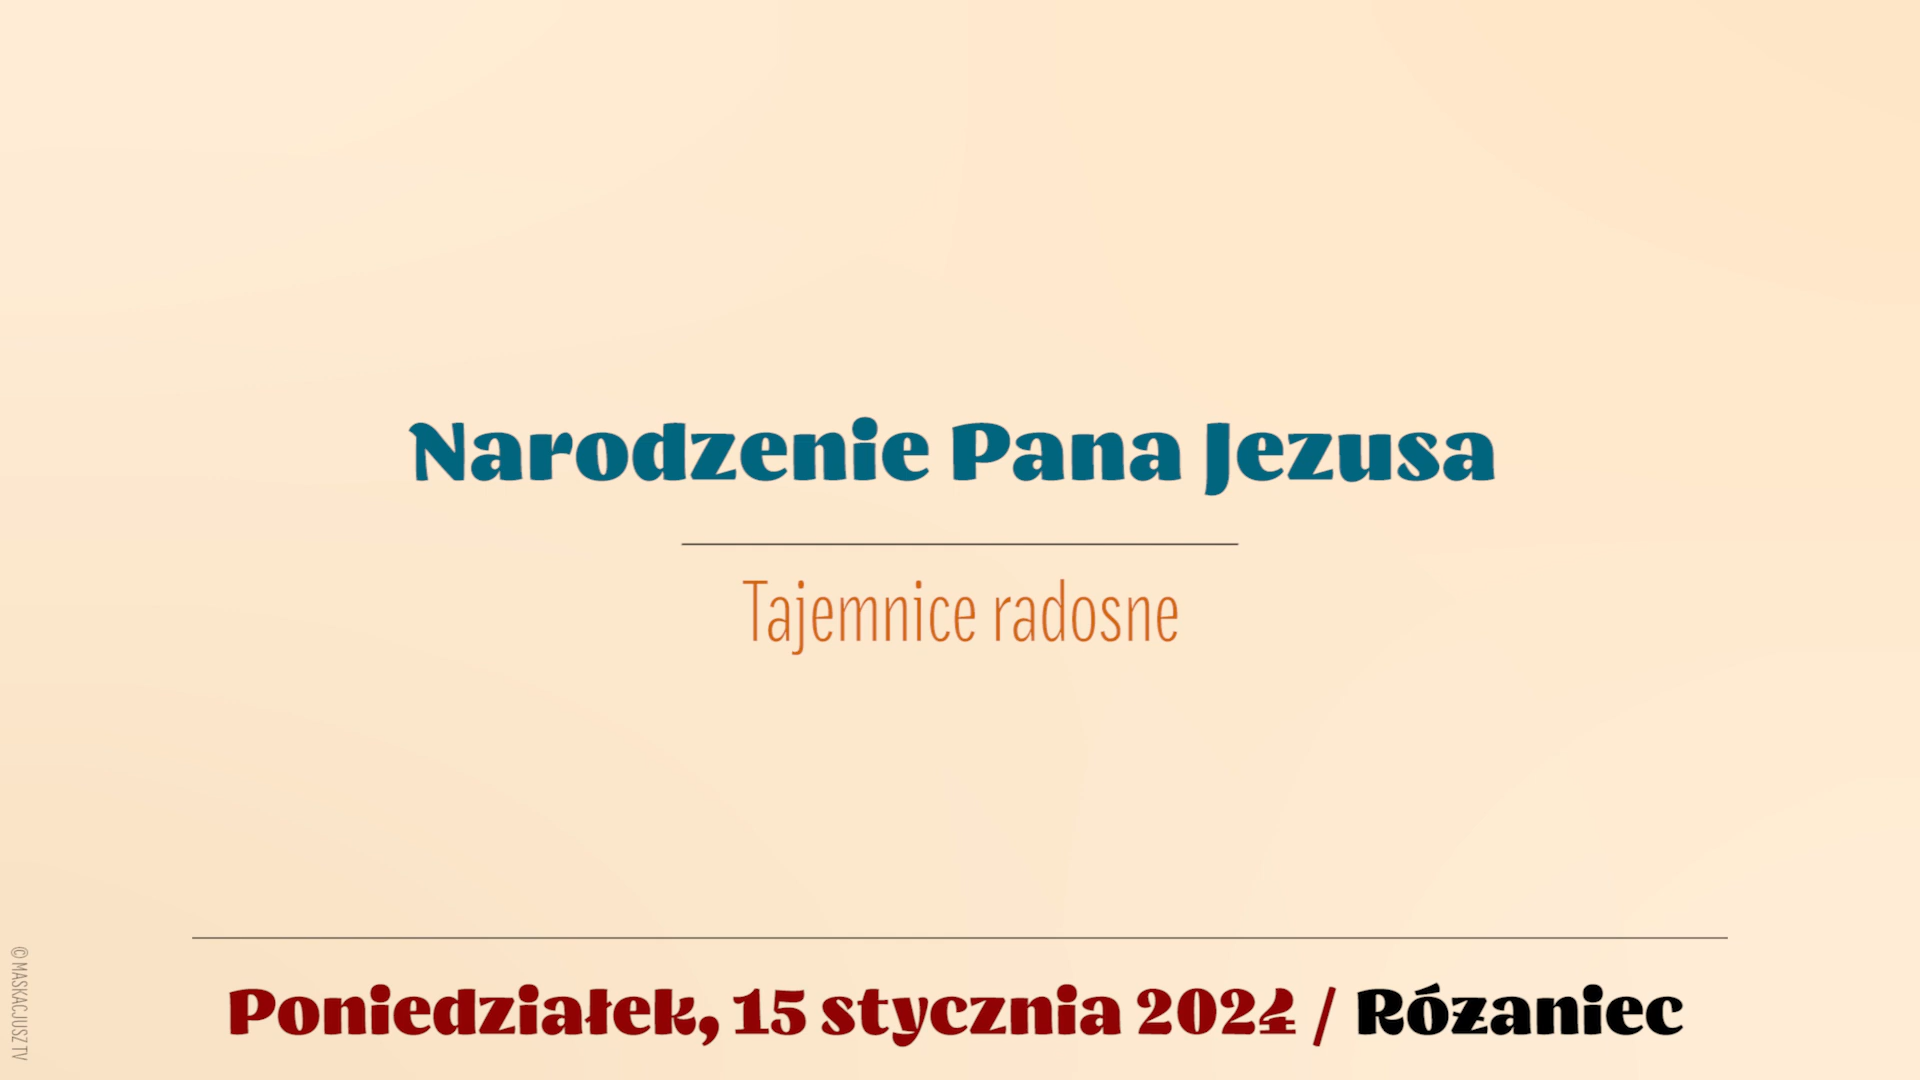 Narodzenie Pana Jezusa
Tajemnice radosne
Poniedziałek, 15 stycznia 2024 / Różaniec
© MASKACJUSZ TV